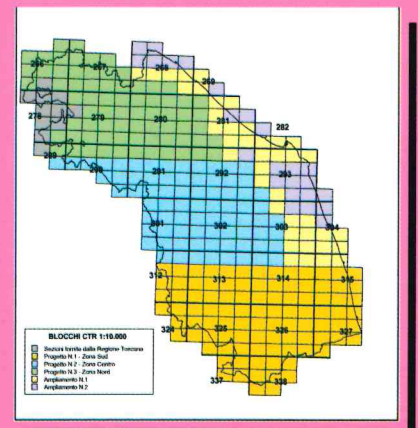 266 267 268
269
278 279 280 281
282
289 290 291 292 293
301 302 303 304
312 313 314 315
324 325 326 327
337 338
BLOCCHI CTR 1:10.000
Sezioni fornite dalla Regione Toscana
Progetto N.1 - Zona Sud
Progetto N.2 - Zona Centro
Progetto N.3 - Zona Nord
Ampliamento N.1
Ampliamento N.2